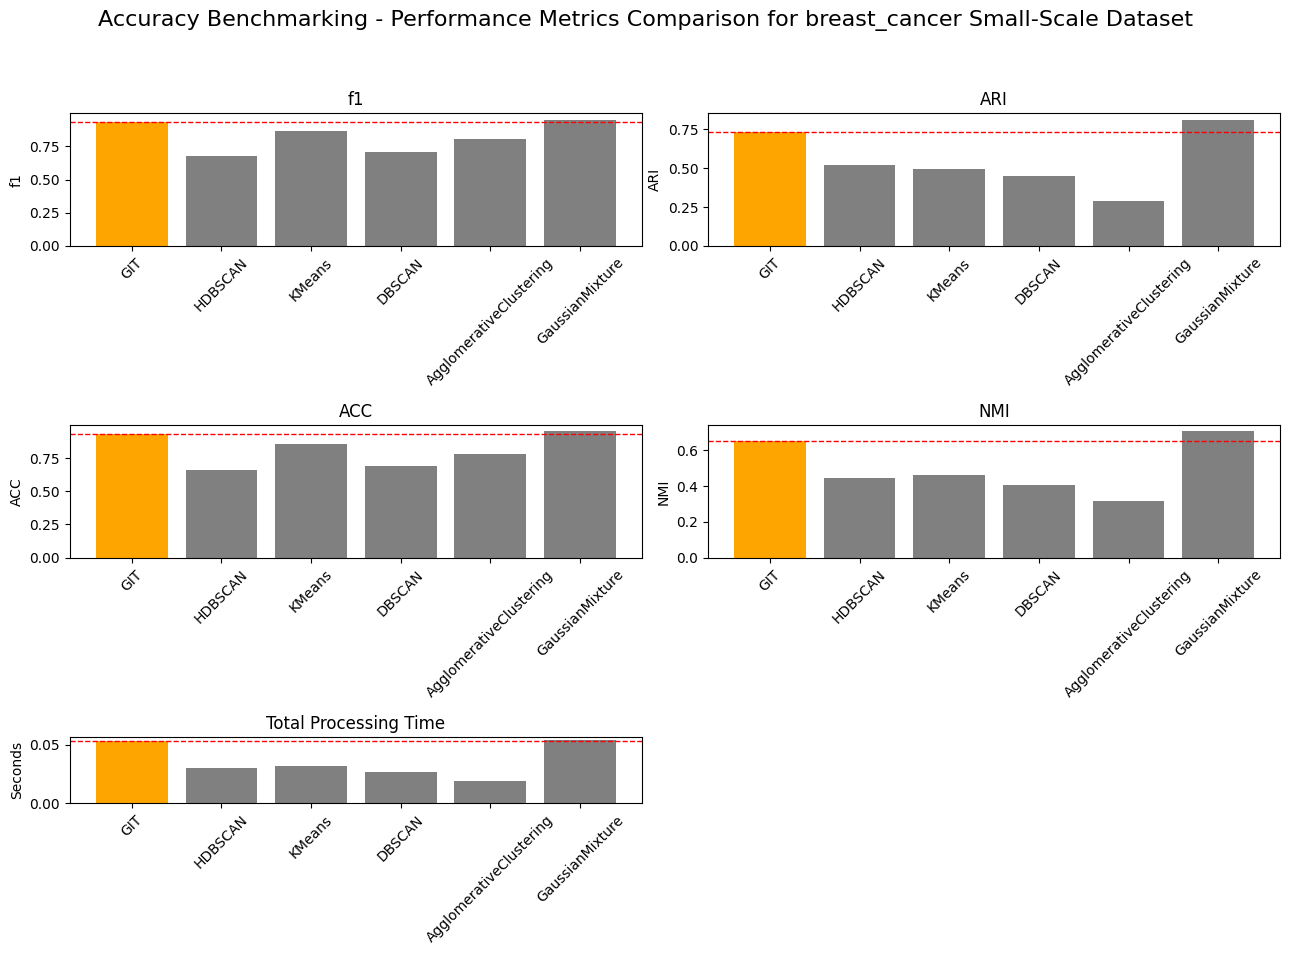 Accuracy Benchmarking - Performance Metrics Comparison for breast_cancer Small-Scale Dataset
f1
f1
0.75
0.50
0.25
0.00
GIT
HDBSCAN
KMeans
DBSCAN
AgglomerativeClustering
GaussianMixture
ARI
ARI
0.75
0.50
0.25
0.00
GIT
HDBSCAN
KMeans
DBSCAN
AgglomerativeClustering
GaussianMixture
ACC
ACC
0.75
0.50
0.25
0.00
GIT
HDBSCAN
KMeans
DBSCAN
AgglomerativeClustering
GaussianMixture
NMI
NMI
0.6
0.4
0.2
0.0
GIT
HDBSCAN
KMeans
DBSCAN
AgglomerativeClustering
GaussianMixture
Total Processing Time
Seconds
0.05
0.00
GIT
HDBSCAN
KMeans
DBSCAN
AgglomerativeClustering
GaussianMixture